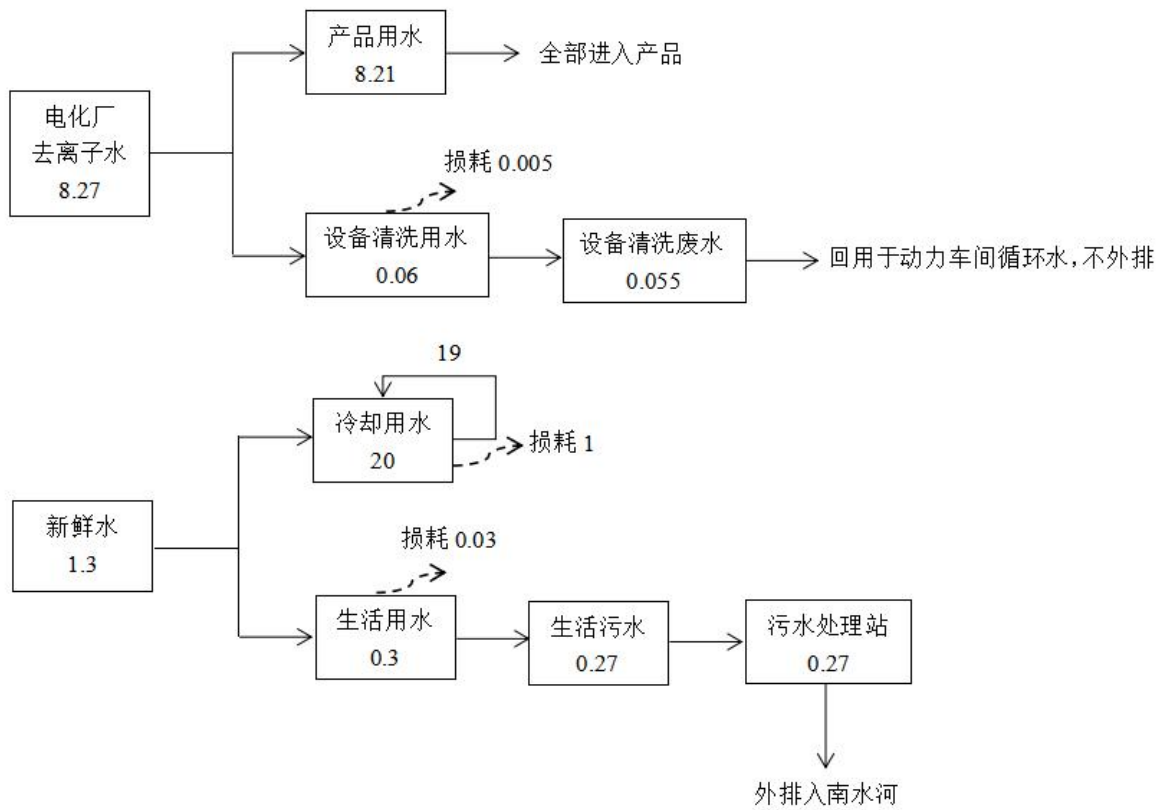 产品用水
8.21
全部进入产品
电化厂
去离子水
8.27
损耗 0.005
设备清洗用水
0.06
设备清洗废水
0.055
回用于动力车间循环水,不外排
19
冷却用水
20
损耗 1
新鲜水
1.3
损耗 0.03
生活用水
0.3
生活污水
0.27
污水处理站
0.27
外排入南水河